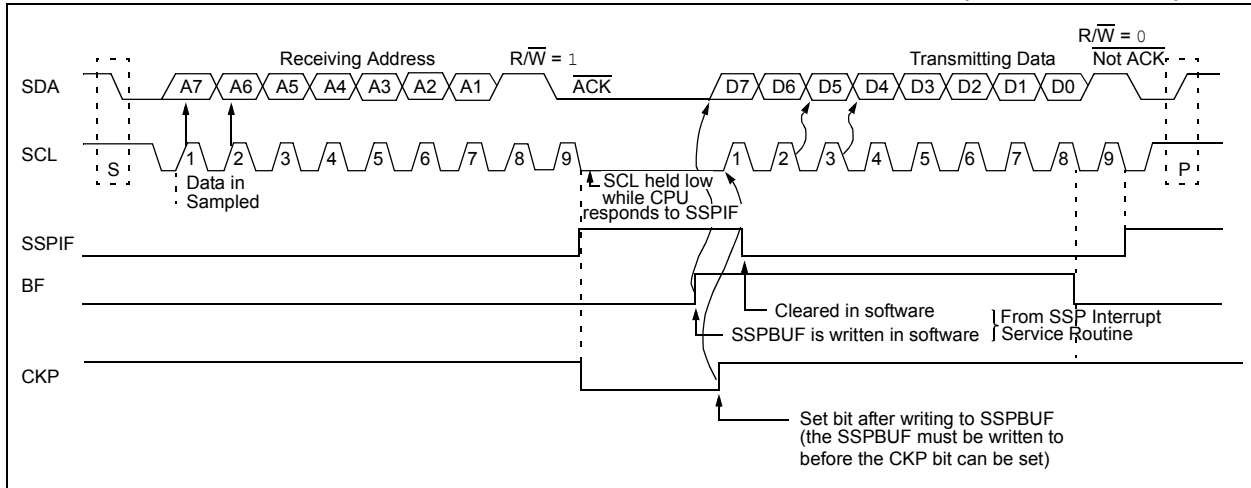 R/W = 0
Receiving Address R/W = 1 Transmitting Data Not ACK
SDA A7 A6 A5 A4 A3 A2 A1 ACK D7 D6 D5 D4 D3 D2 D1 D0
SCL 1 2 3 4 5 6 7 8 9 1 2 3 4 5 6 7 8 9
S Data in SCL held low P
Sampled while CPU
responds to SSPIF
SSPIF
BF
Cleared in software
SSPBUF is written in software From SSP Interrupt
Service Routine
CKP
Set bit after writing to SSPBUF
(the SSPBUF must be written to
before the CKP bit can be set)